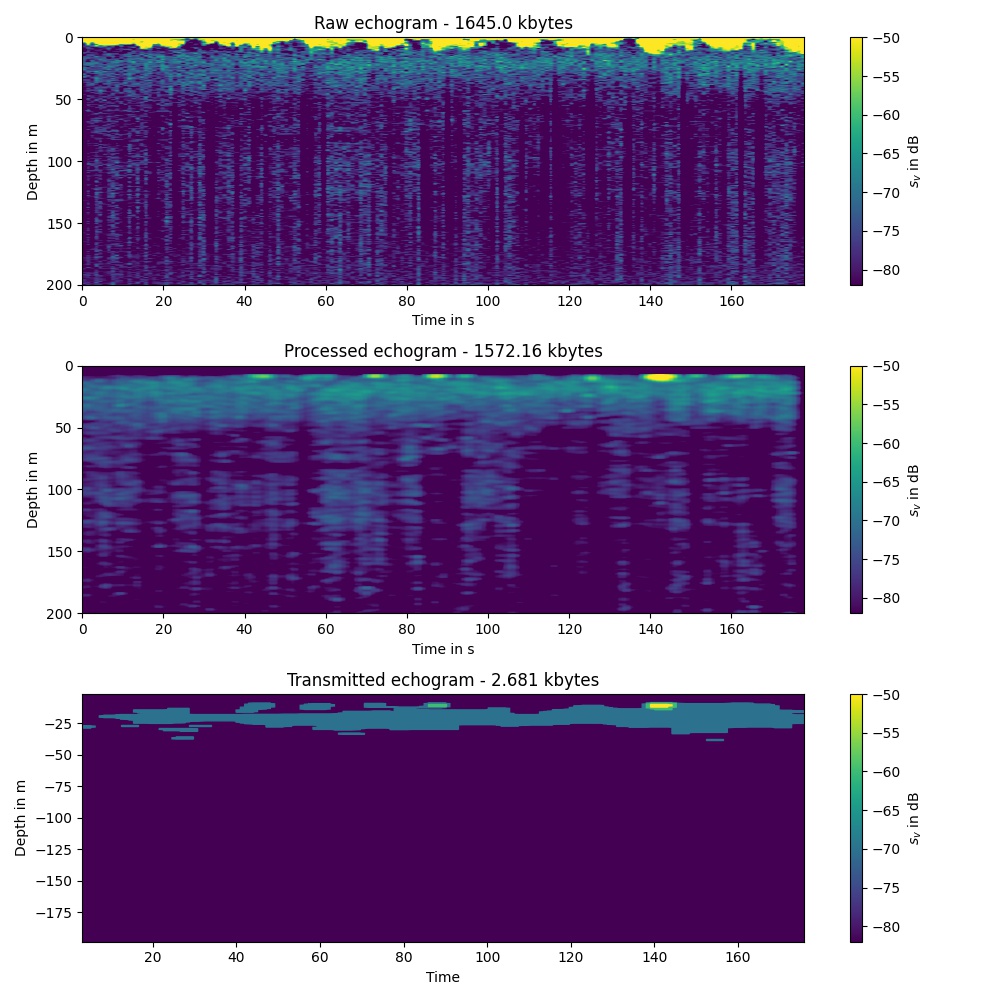 Raw echogram - 1645.0 kbytes
0
50
100
150
200
Depth in m
0 20 40 60 80 100 120 140 160
Time in s
−50
−55
−60
−65
−70
−75
−80
s_v in dB
Processed echogram - 1572.16 kbytes
0
50
100
150
200
Depth in m
0 20 40 60 80 100 120 140 160
Time in s
−50
−55
−60
−65
−70
−75
−80
s_v in dB
Transmitted echogram - 2.681 kbytes
−25
−50
−75
−100
−125
−150
−175
Depth in m
20 40 60 80 100 120 140 160
Time
−50
−55
−60
−65
−70
−75
−80
s_v in dB